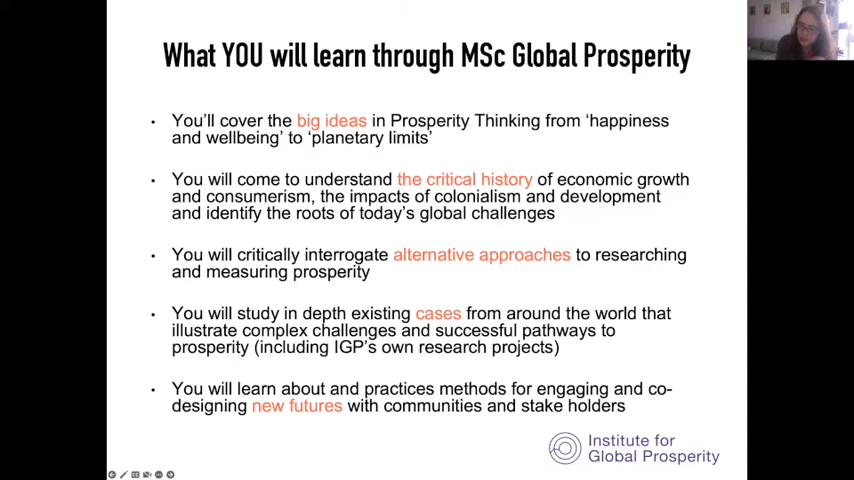 What YOU will learn through MSc Global Prosperity
• You'll cover the big ideas in Prosperity Thinking from 'happiness
and wellbeing' to 'planetary limits'
• You will come to understand the critical history of economic growth
and consumerism, the impacts of colonialism and development
and identify the roots of today's global challenges
• You will critically interrogate alternative approaches to researching
and measuring prosperity
• You will study in depth existing cases from around the world that
illustrate complex challenges and successful pathways to
prosperity (including IGP's own research projects)
• You will learn about and practices methods for engaging and co-
designing new futures with communities and stake holders
Institute for
Global Prosperity